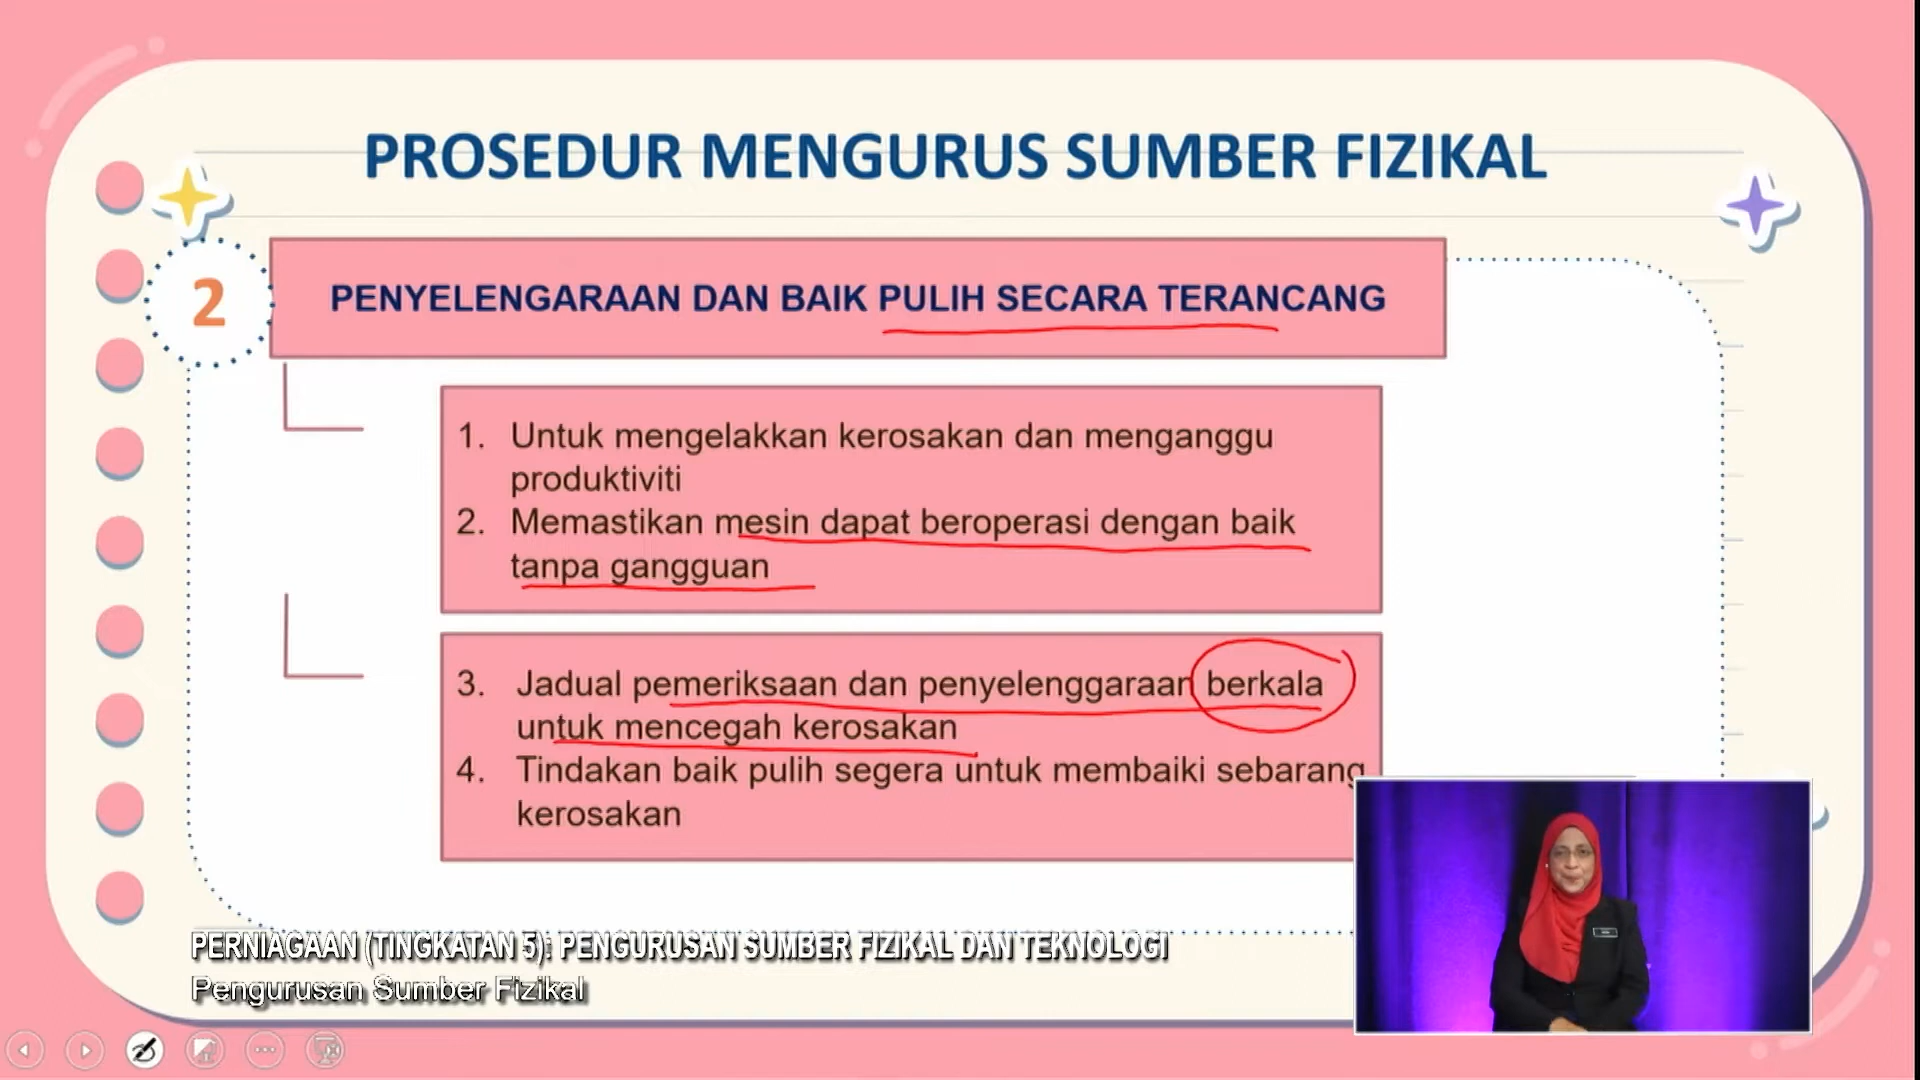 PROSEDUR MENGURUS SUMBER FIZIKAL
2
PENYELENGARAAN DAN BAIK PULIH SECARA TERANCANG
1. Untuk mengelakkan kerosakan dan menganggu
produktiviti
2. Memastikan mesin dapat beroperasi dengan baik
tanpa gangguan
3. Jadual pemeriksaan dan penyelenggaraan berkala
untuk mencegah kerosakan
4. Tindakan baik pulih segera untuk membaiki sebarang
kerosakan
PERNIAGAAN (TINGKATAN 5): PENGURUSAN SUMBER FIZIKAL DAN TEKNOLOGI
Pengurusan Sumber Fizikal